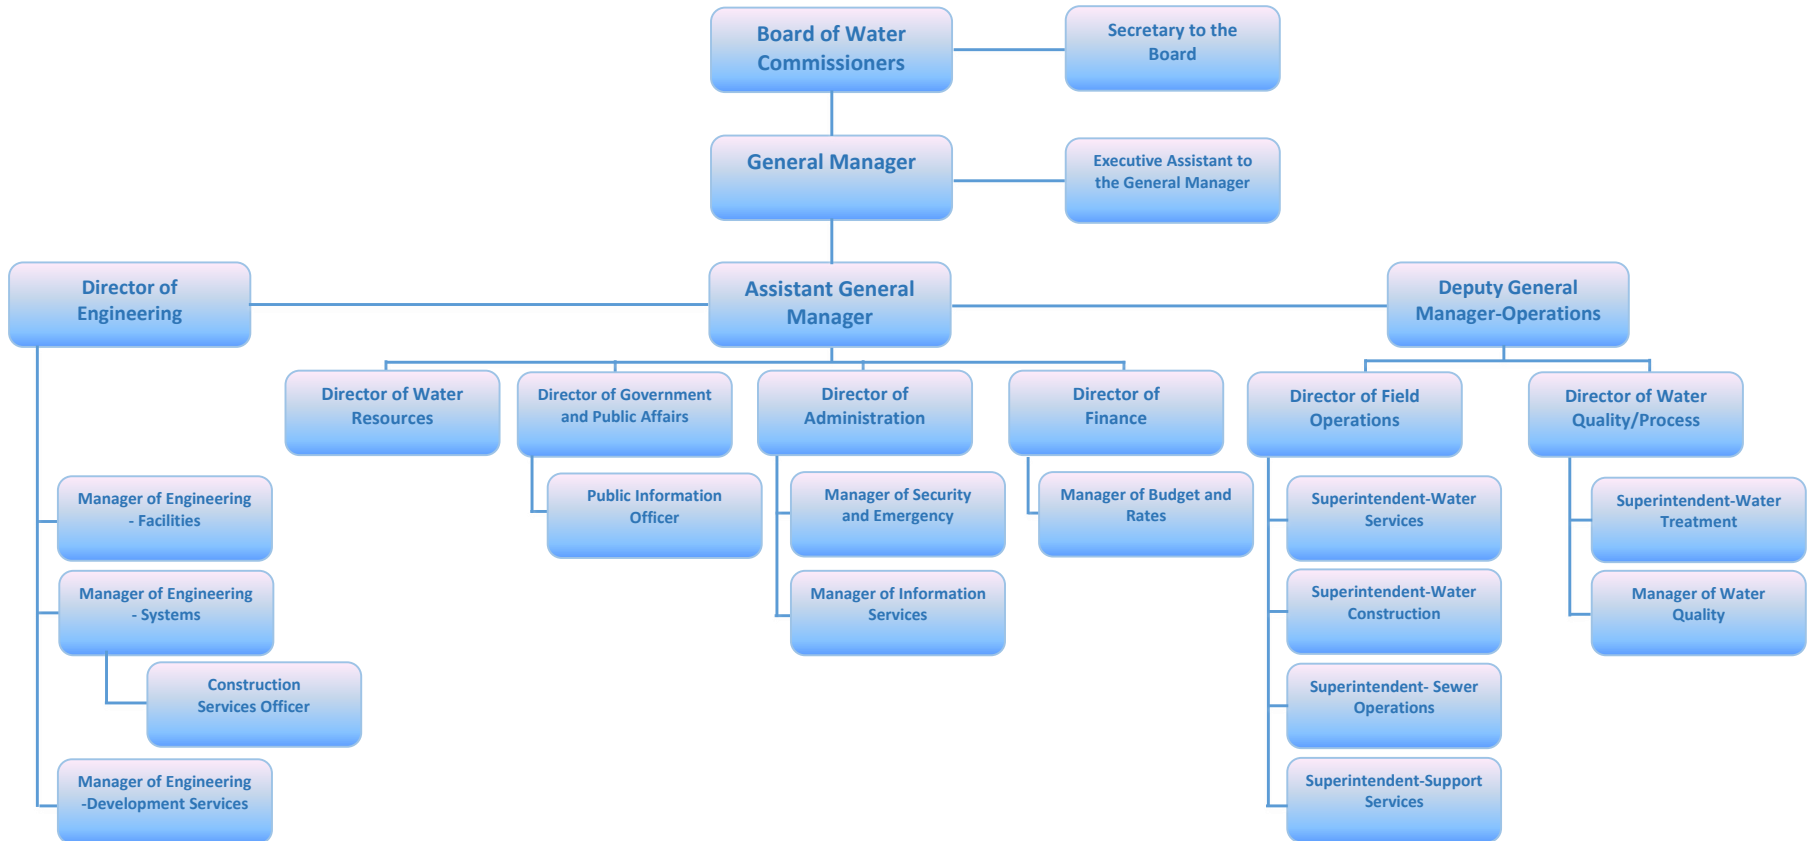 Board of Water
Commissioners
Secretary to the
Board
General Manager
Executive Assistant to
the General Manager
Director of
Engineering
Assistant General
Manager
Deputy General
Manager-Operations
Director of Water
Resources
Director of Government
and Public Affairs
Director of
Administration
Director of
Finance
Director of Field
Operations
Director of Water
Quality/Process
Manager of Engineering
- Facilities
Public Information
Officer
Manager of Security
and Emergency
Manager of Budget and
Rates
Superintendent-Water
Services
Superintendent-Water
Treatment
Manager of Engineering
- Systems
Manager of Information
Services
Superintendent-Water
Construction
Manager of Water
Quality
Construction
Services Officer
Superintendent- Sewer
Operations
Manager of Engineering
-Development Services
Superintendent-Support
Services